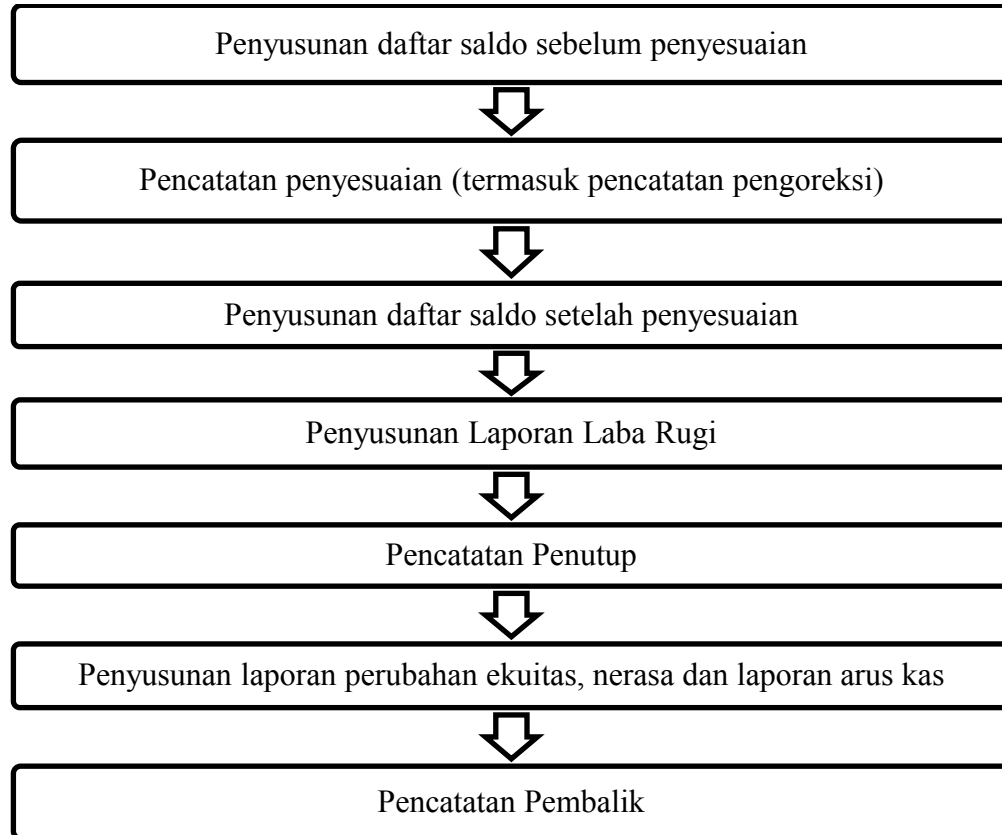 Penyusunan daftar saldo sebelum penyesuaian
Pencatatan penyesuaian (termasuk pencatatan pengoreksi)
Penyusunan daftar saldo setelah penyesuaian
Penyusunan Laporan Laba Rugi
Pencatatan Penutup
Penyusunan laporan perubahan ekuitas, nerasa dan laporan arus kas
Pencatatan Pembalik